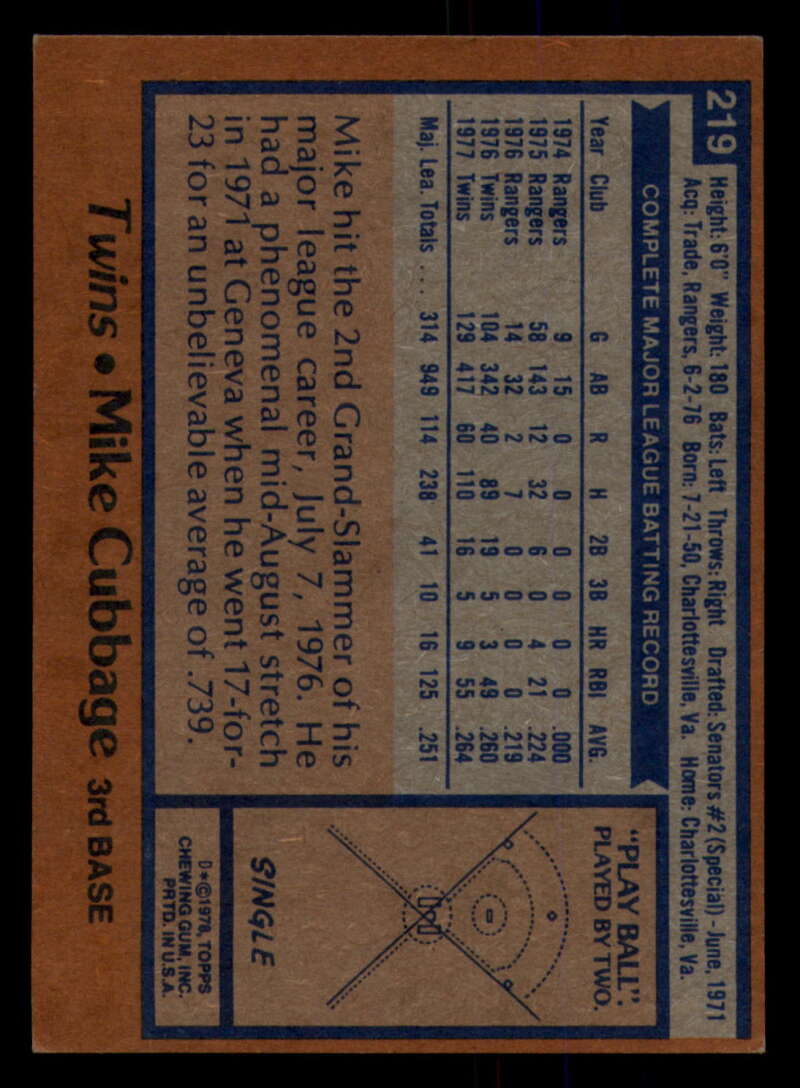 219
Height: 6'0" Weight: 180 Bats: Left Throws: Right Drafted: Senators #2 (Special) - June, 1971
Acq: Trade, Rangers, 6-2-76 Born: 7-21-50, Charlottesville, Va. Home: Charlottesville, Va.
COMPLETE MAJOR LEAGUE BATTING RECORD
Year Club G AB R H 2B 3B HR RBI AVG.
1974 Rangers 9 15 0 0 0 0 0 0 .000
1975 Rangers 58 143 12 32 6 0 4 21 .224
1976 Rangers 14 32 2 7 0 0 0 0 .219
1976 Twins 104 342 40 89 19 5 3 49 .260
1977 Twins 129 417 60 110 16 5 9 55 .264
Maj. Lea. Totals .... 314 949 114 238 41 10 16 125 .251
Mike hit the 2nd Grand-Slammer of his
major league career, July 7, 1976. He
had a phenomenal mid-August stretch
in 1971 at Geneva when he went 17-for-
23 for an unbelievable average of .739.
"PLAY BALL":
PLAYED BY TWO.
SINGLE
D*©1978, TOPPS
CHEWING GUM, INC.
PRTD. IN U.S.A.
Twins • Mike Cubbage 3rd BASE